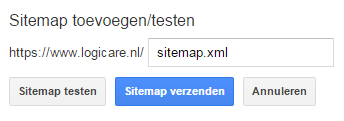 Sitemap toevoegen/testen
https://www.logicare.nl/ sitemap.xml
Sitemap testen Sitemap verzenden Annuleren